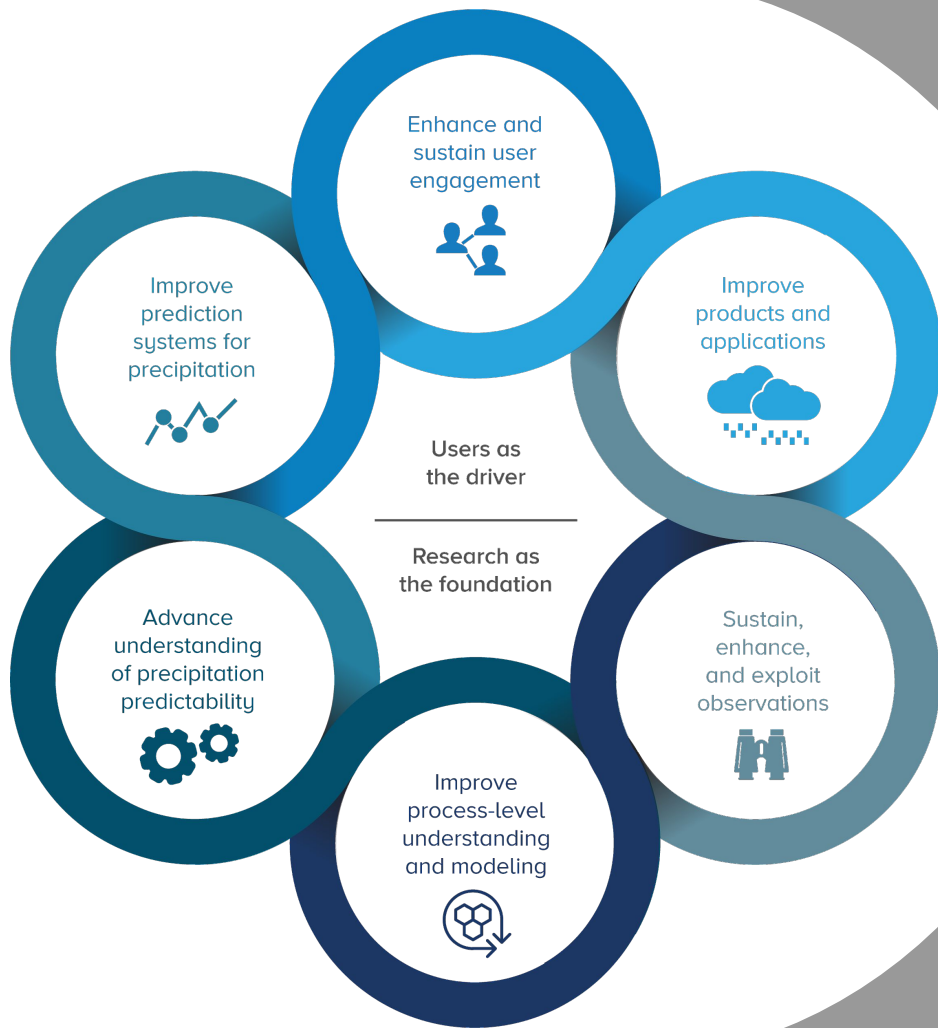 Enhance and
sustain user
engagement
Improve
prediction
systems for
precipitation
Improve
products and
applications
Users as
the driver
Research as
the foundation
Advance
understanding
of precipitation
predictability
Sustain,
enhance,
and exploit
observations
Improve
process-level
understanding
and modeling